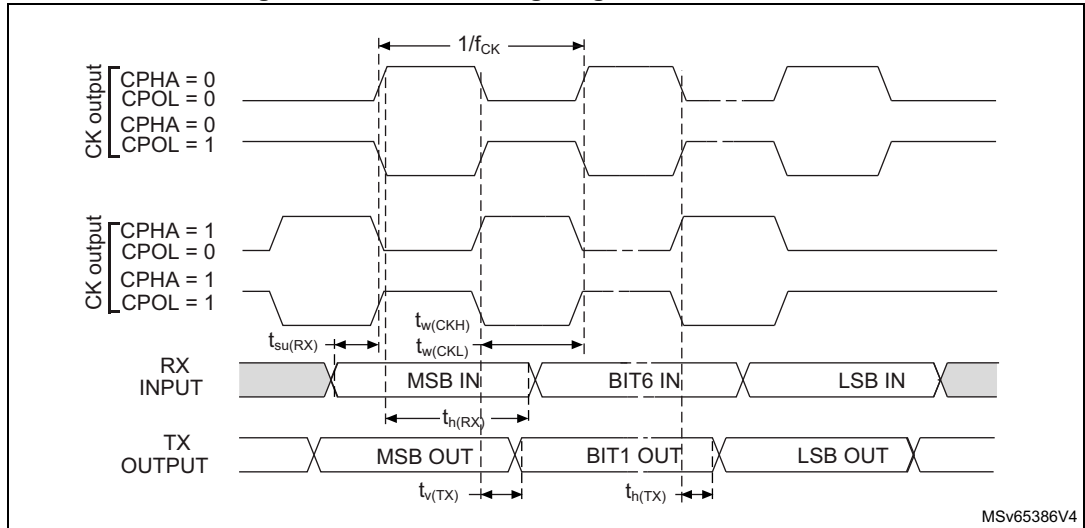 1/fCK
CK output
CPHA = 0
CPOL = 0
CPHA = 0
CPOL = 1
CK output
CPHA = 1
CPOL = 0
CPHA = 1
CPOL = 1
tw(CKH)
tw(CKL)
tsu(RX)
RX
INPUT
MSB IN
BIT6 IN
LSB IN
th(RX)
TX
OUTPUT
MSB OUT
BIT1 OUT
LSB OUT
tv(TX)
th(TX)
MSv65386V4